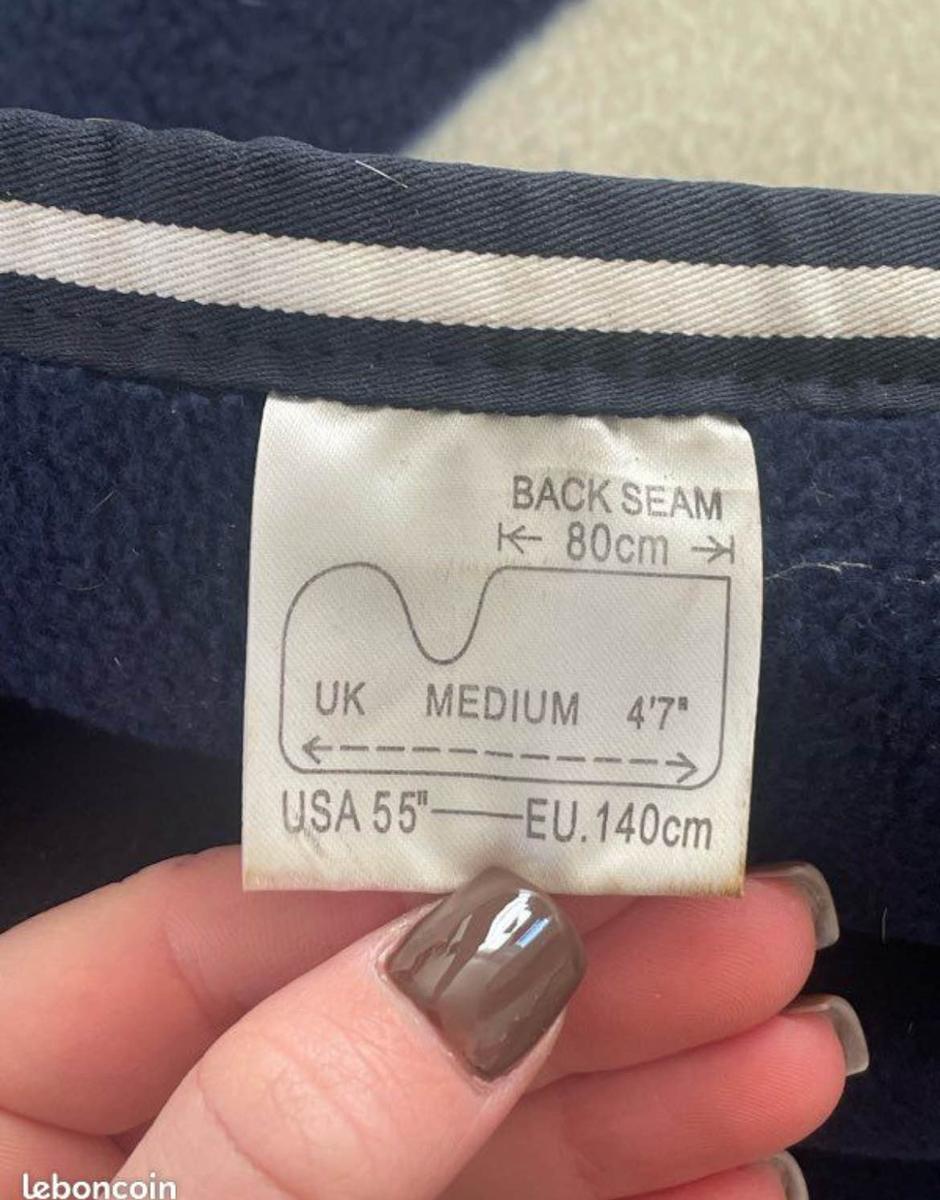 BACK SEAM
80cm
UK MEDIUM 4'7"
USA 55" EU.140cm
leboncoin